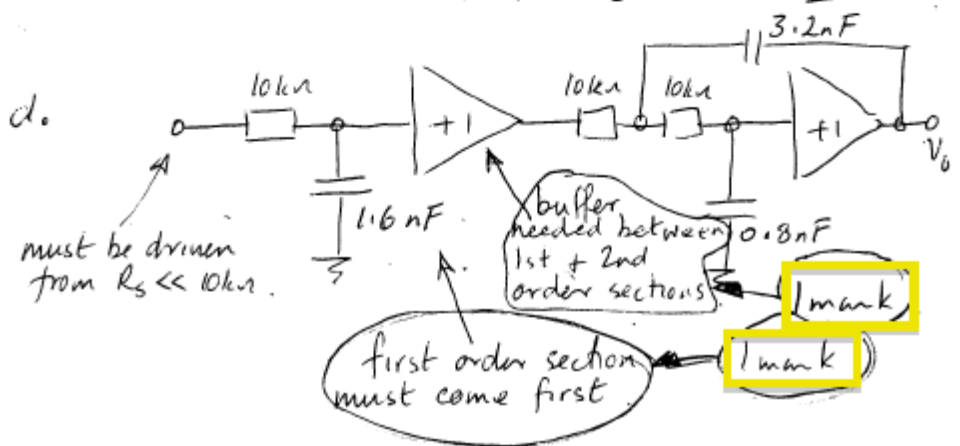 3.2nF
d.
10kΩ
+1
10kΩ
10kΩ
+1
Vo
1.6nF
0.8nF
must be driven
from Rs << 10kΩ.
buffer
needed between
1st + 2nd
order sections
1 mark
first order section
must come first
1 mark